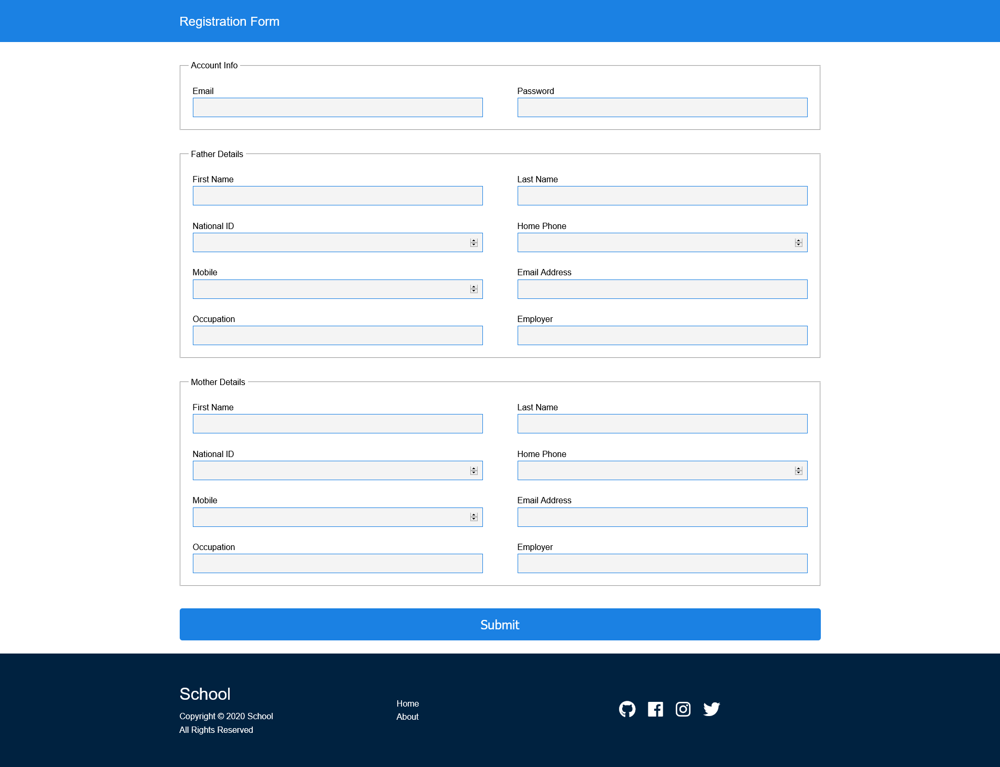 Registration Form
Account Info
Email
Password
Father Details
First Name
Last Name
National ID
Home Phone
Mobile
Email Address
Occupation
Employer
Mother Details
First Name
Last Name
National ID
Home Phone
Mobile
Email Address
Occupation
Employer
Submit
School
Copyright © 2020 School
All Rights Reserved
Home
About